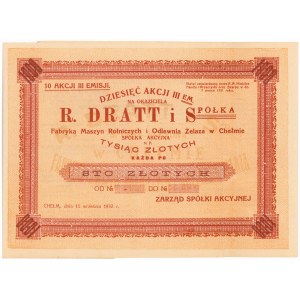 10 AKCJI III EMISJI.
DZIESIĘĆ AKCJI III EM.
NA OKAZICIELA
R. DRATT i SPÓŁKA
Fabryka Maszyn Rolniczych i Odlewnia Żelaza w Chełmie
SPÓŁKA AKCYJNA
TYSIĄC ZŁOTYCH
KAŻDA PO
STO ZŁOTYCH
OD № DO №
CHEŁM, dnia 15 września 1932 r.
ZARZĄD SPÓŁKI AKCYJNEJ